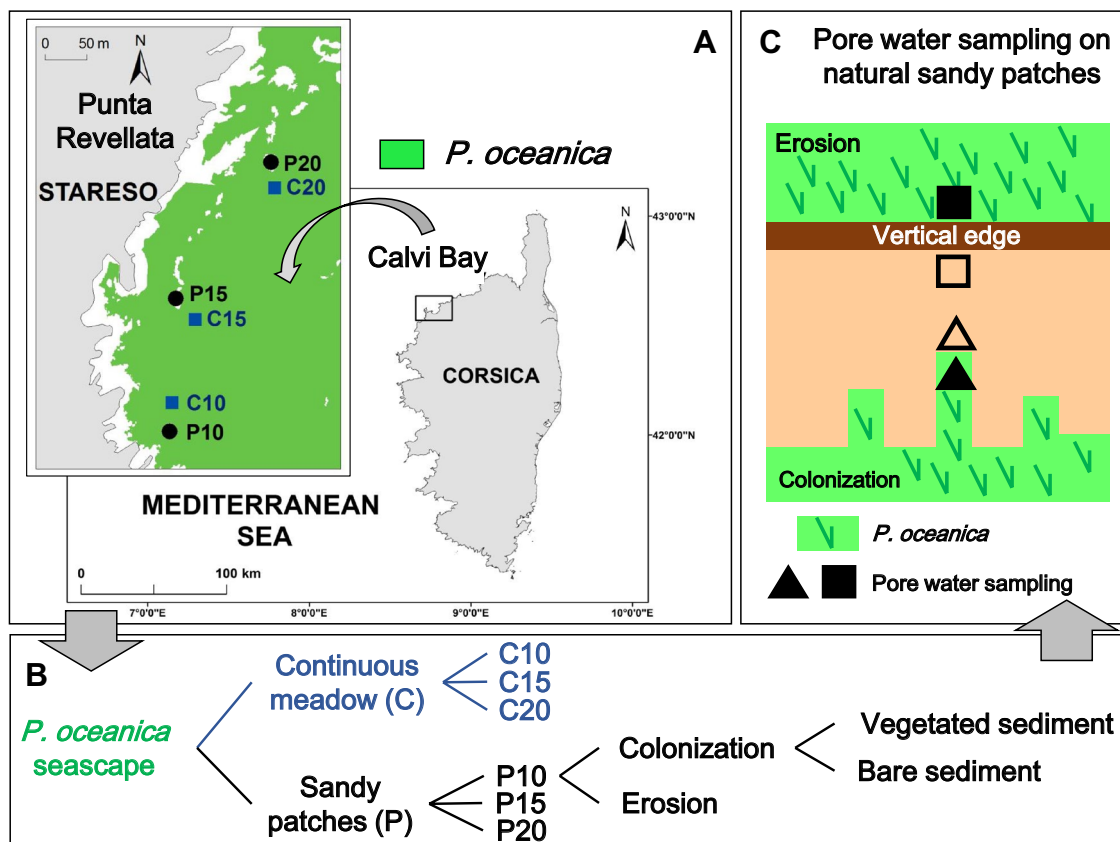 A
0 50 m
N
Punta
Revellata
STARESO
P20
C20
P15
C15
C10
P10
P. oceanica
N
43°0'0"N
Calvi Bay
CORSICA
42°0'0"N
MEDITERRANEAN
SEA
0 100 km
7°0'0"E 8°0'0"E 9°0'0"E 10°0'0"E
C
Pore water sampling on
natural sandy patches
Erosion
Vertical edge
Colonization
P. oceanica
Pore water sampling
B
P. oceanica
seascape
Continuous
meadow (C)
C10
C15
C20
Sandy
patches (P)
P10
P15
P20
Colonization
Erosion
Vegetated sediment
Bare sediment